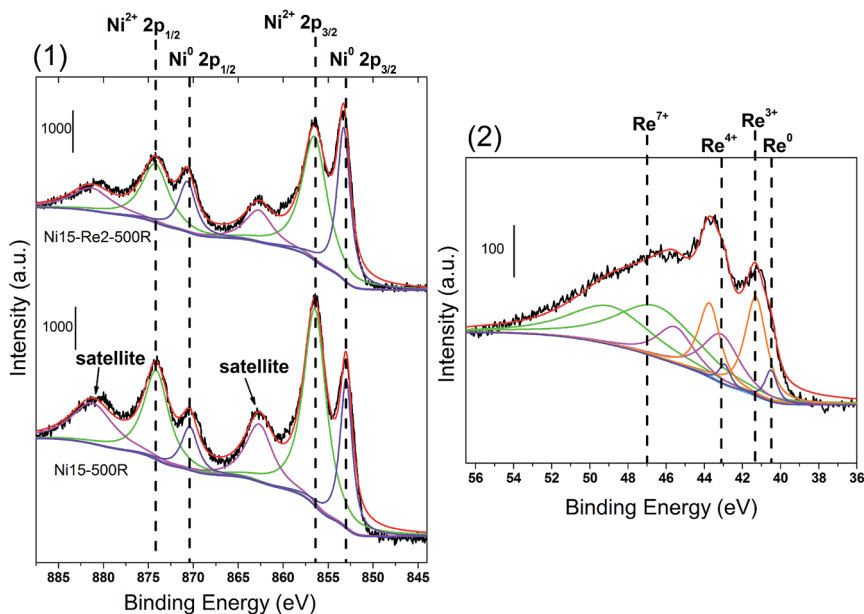 Ni2+ 2p1/2
Ni2+ 2p3/2
(1)
Ni0 2p1/2
Ni0 2p3/2
1000
Ni15-Re2-500R
1000
satellite
satellite
Ni15-500R
Intensity (a.u.)
885 880 875 870 865 860 855 850 845
Binding Energy (eV)
(2)
Re7+
Re4+
Re3+
Re0
100
Intensity (a.u.)
56 54 52 50 48 46 44 42 40 38 36
Binding Energy (eV)